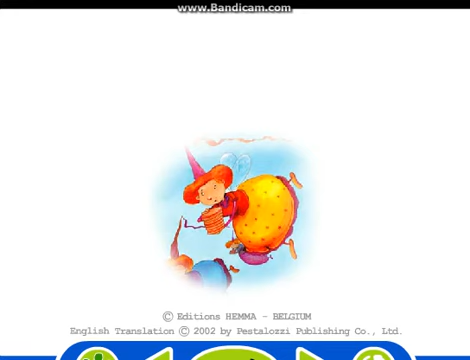 www.Bandicam.com
© Editions HEMMA - BELGIUM
English Translation © 2002 by Pestalozzi Publishing Co., Ltd.